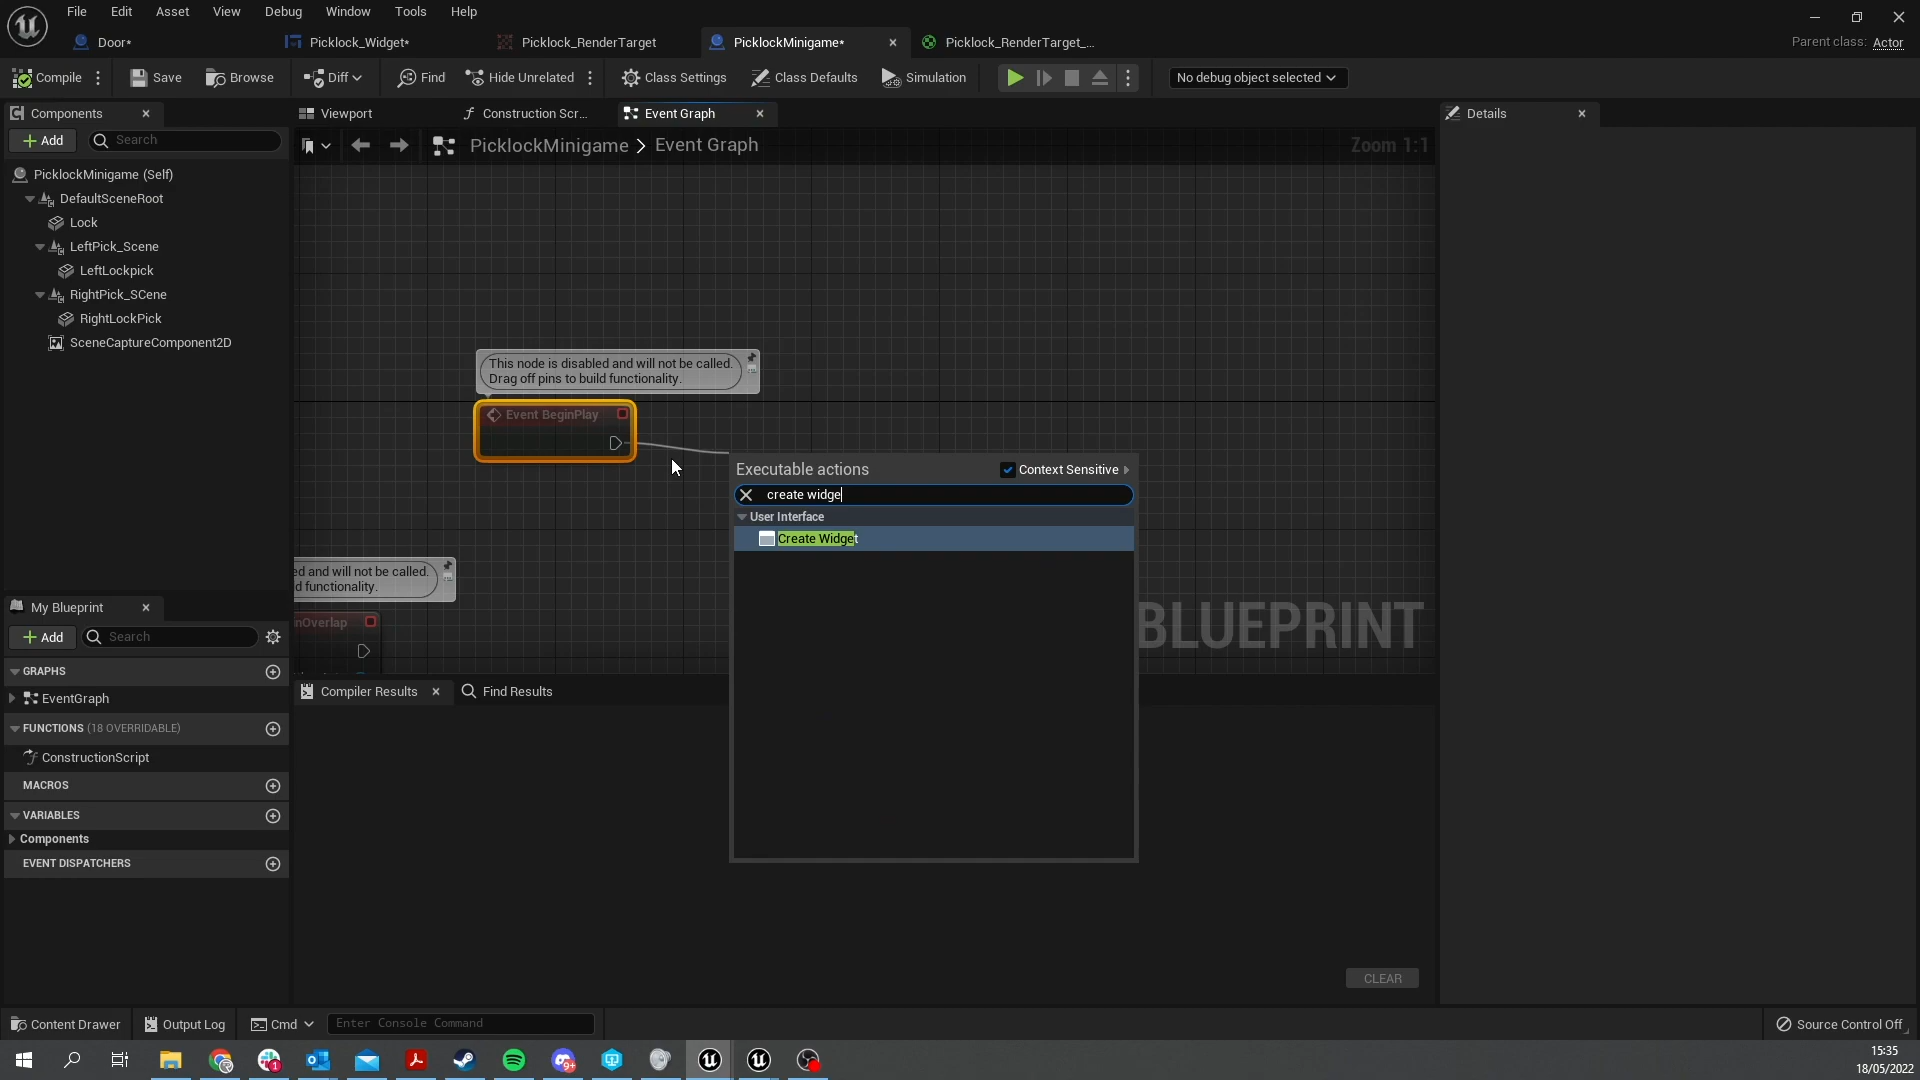 File Edit Asset View Debug Window Tools Help
Door* Picklock_Widget* Picklock_RenderTarget PicklockMinigame* Picklock_RenderTarget_... Parent class: Actor
Compile Save Browse Diff Find Hide Unrelated Class Settings Class Defaults Simulation No debug object selected
Components Viewport Construction Scr... Event Graph Details
Add Search PicklockMinigame > Event Graph Zoom 1:1
PicklockMinigame (Self)
DefaultSceneRoot
Lock
LeftPick_Scene
LeftLockpick
RightPick_SCene
RightLockPick
SceneCaptureComponent2D
This node is disabled and will not be called.
Drag off pins to build functionality.
Event BeginPlay
Executable actions Context Sensitive
create widge
User Interface
Create Widget
ed and will not be called.
d functionality.
nOverlap
BLUEPRINT
My Blueprint
Add Search
GRAPHS
EventGraph
FUNCTIONS (18 OVERRIDABLE)
ConstructionScript
MACROS
VARIABLES
Components
EVENT DISPATCHERS
Compiler Results Find Results
CLEAR
Content Drawer Output Log Cmd Enter Console Command Source Control Off
9+
1
15:35
18/05/2022